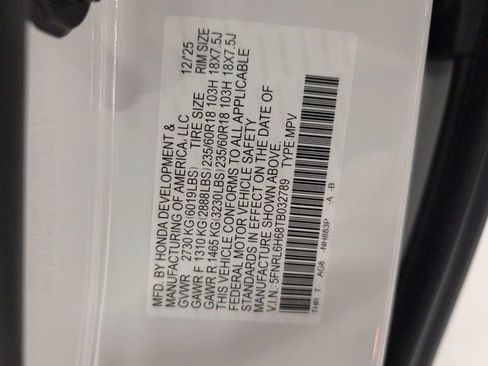 MFD. BY HONDA DEVELOPMENT &
MANUFACTURING OF AMERICA, LLC 12/25
GVWR 2730 KG(6019LBS) TIRE SIZE RIM SIZE
GAWR F 1310 KG(2888LBS) 235/60R18 103H 18X7.5J
GAWR R 1465 KG(3230LBS) 235/60R18 103H 18X7.5J
THIS VEHICLE CONFORMS TO ALL APPLICABLE
FEDERAL MOTOR VEHICLE SAFETY
STANDARDS IN EFFECT ON THE DATE OF
MANUFACTURE SHOWN ABOVE.
V.I.N: 5FNRL6H68TB032789 TYPE:MPV
THR T AG8 -NH883P -A -B